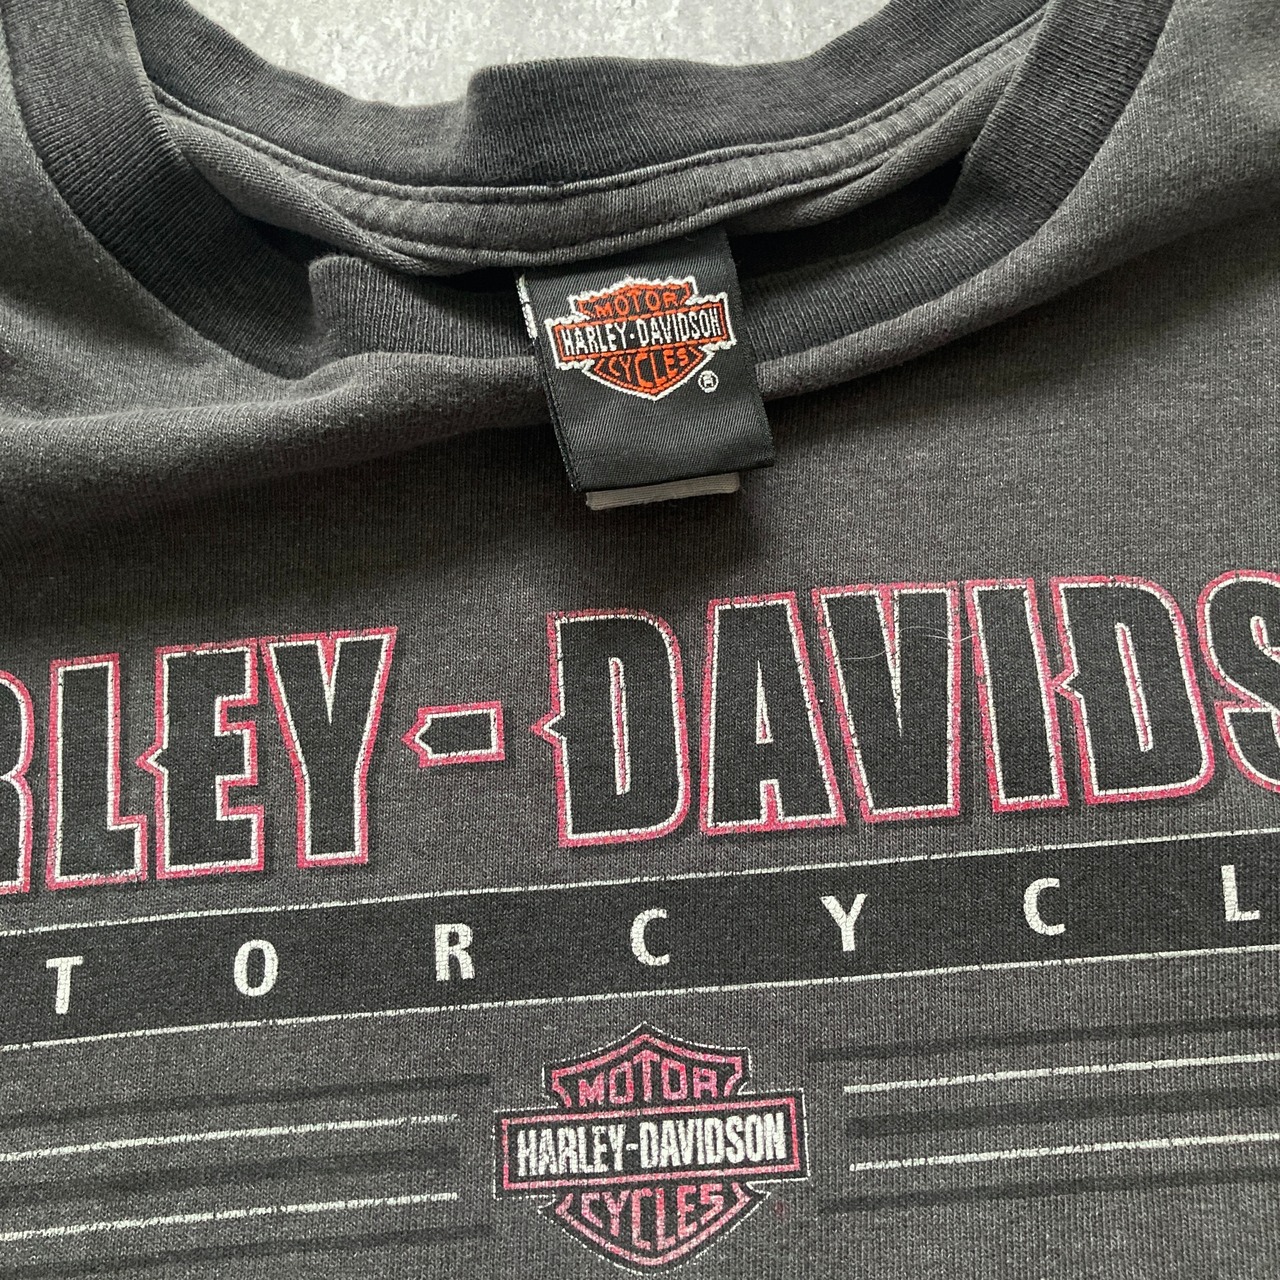 MOTOR
HARLEY-DAVIDSON
CYCLES
®
RLEY-DAVIDS
TORCYCL
MOTOR
HARLEY-DAVIDSON
CYCLES